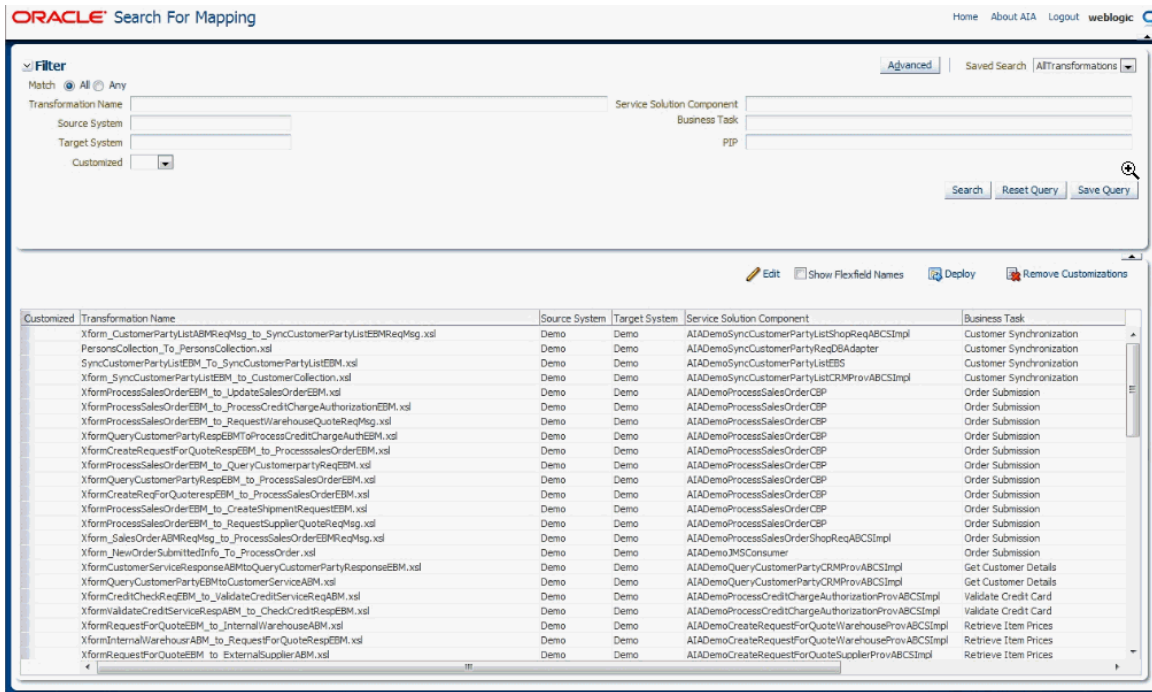 ORACLE Search For Mapping
Home About AIA Logout weblogic
Filter
Advanced Saved Search AllTransformations
Match All Any
Transformation Name Service Solution Component
Source System Business Task
Target System PIP
Customized
Search Reset Query Save Query
Edit Show Flexfield Names Deploy Remove Customizations
Customized Transformation Name Source System Target System Service Solution Component Business Task
Xform_CustomerPartyListABMReqMsg_to_SyncCustomerPartyListEBMReqMsg.xsl Demo Demo AIADemoSyncCustomerPartyListShopReqABCSImpl Customer Synchronization
PersonsCollection_To_PersonsCollection.xsl Demo Demo AIADemoSyncCustomerPartyReqDBAdapter Customer Synchronization
SyncCustomerPartyListEBM_To_SyncCustomerPartyListEBM.xsl Demo Demo AIADemoSyncCustomerPartyListEBS Customer Synchronization
Xform_SyncCustomerPartyListEBM_to_CustomerCollection.xsl Demo Demo AIADemoSyncCustomerPartyListCRMProvABCSImpl Customer Synchronization
XformProcessSalesOrderEBM_to_UpdateSalesOrderEBM.xsl Demo Demo AIADemoProcessSalesOrderCBP Order Submission
XformProcessSalesOrderEBM_to_ProcessCreditChargeAuthorizationEBM.xsl Demo Demo AIADemoProcessSalesOrderCBP Order Submission
XformProcessSalesOrderEBM_to_RequestWarehouseQuoteReqMsg.xsl Demo Demo AIADemoProcessSalesOrderCBP Order Submission
XformQueryCustomerPartyRespEBMToProcessCreditChargeAuthEBM.xsl Demo Demo AIADemoProcessSalesOrderCBP Order Submission
XformCreateRequestForQuoteRespEBM_to_ProcesssalesOrderEBM.xsl Demo Demo AIADemoProcessSalesOrderCBP Order Submission
XformProcessSalesOrderEBM_to_QueryCustomerpartyReqEBM.xsl Demo Demo AIADemoProcessSalesOrderCBP Order Submission
XformQueryCustomerPartyRespEBM_to_ProcessSalesOrderEBM.xsl Demo Demo AIADemoProcessSalesOrderCBP Order Submission
XformCreateReqForQuoterespEBM_to_ProcessSalesOrderEBM.xsl Demo Demo AIADemoProcessSalesOrderCBP Order Submission
XformProcessSalesOrderEBM_to_CreateShipmentRequestEBM.xsl Demo Demo AIADemoProcessSalesOrderCBP Order Submission
XformProcessSalesOrderEBM_to_RequestSupplierQuoteReqMsg.xsl Demo Demo AIADemoProcessSalesOrderCBP Order Submission
Xform_SalesOrderABMReqMsg_to_ProcessSalesOrderEBMReqMsg.xsl Demo Demo AIADemoProcessSalesOrderShopReqABCSImpl Order Submission
Xform_NewOrderSubmittedInfo_To_ProcessOrder.xsl Demo Demo AIADemoJMSConsumer Order Submission
XformCustomerServiceResponseABMtoQueryCustomerPartyResponseEBM.xsl Demo Demo AIADemoQueryCustomerPartyCRMProvABCSImpl Get Customer Details
XformQueryCustomerPartyEBMtoCustomerServiceABM.xsl Demo Demo AIADemoQueryCustomerPartyCRMProvABCSImpl Get Customer Details
XformCreditCheckReqEBM_to_ValidateCreditServiceReqABM.xsl Demo Demo AIADemoProcessCreditChargeAuthorizationProvABCSImpl Validate Credit Card
XformValidateCreditServiceRespABM_to_CheckCreditRespEBM.xsl Demo Demo AIADemoProcessCreditChargeAuthorizationProvABCSImpl Validate Credit Card
XformRequestForQuoteEBM_to_InternalWarehouseABM.xsl Demo Demo AIADemoCreateRequestForQuoteWarehouseProvABCSImpl Retrieve Item Prices
XformInternalWarehousrABM_to_RequestForQuoteRespEBM.xsl Demo Demo AIADemoCreateRequestForQuoteWarehouseProvABCSImpl Retrieve Item Prices
XformRequestForQuoteEBM_to_ExternalSupplierABM.xsl Demo Demo AIADemoCreateRequestForQuoteSupplierProvABCSImpl Retrieve Item Prices